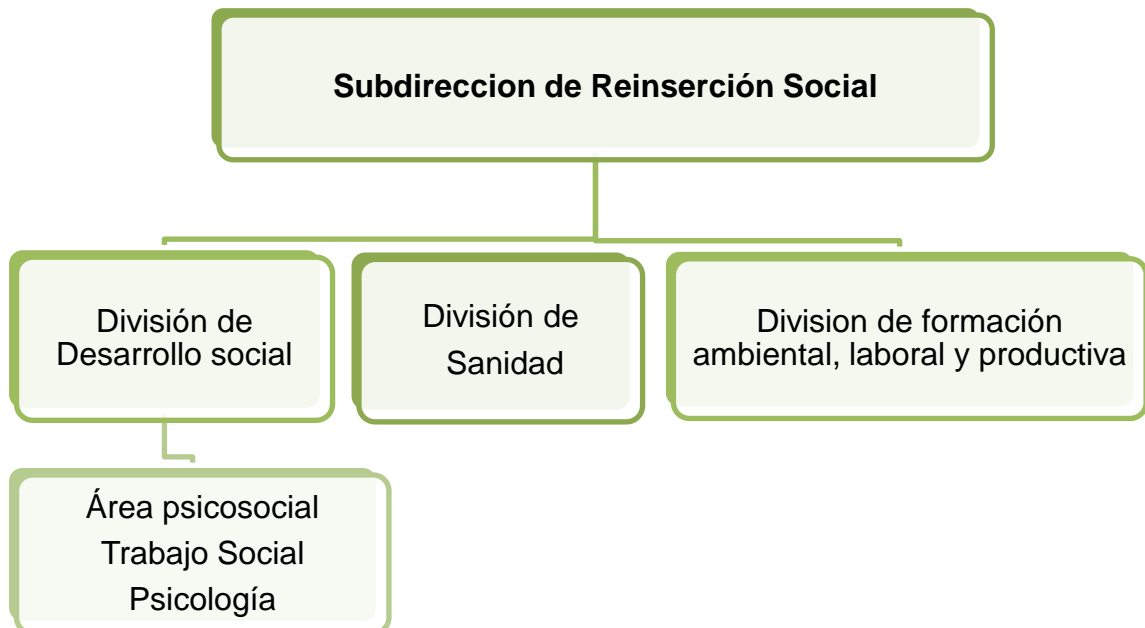 Subdireccion de Reinserción Social
División de
Desarrollo social
División de
Sanidad
Division de formación
ambiental, laboral y productiva
Área psicosocial
Trabajo Social
Psicología